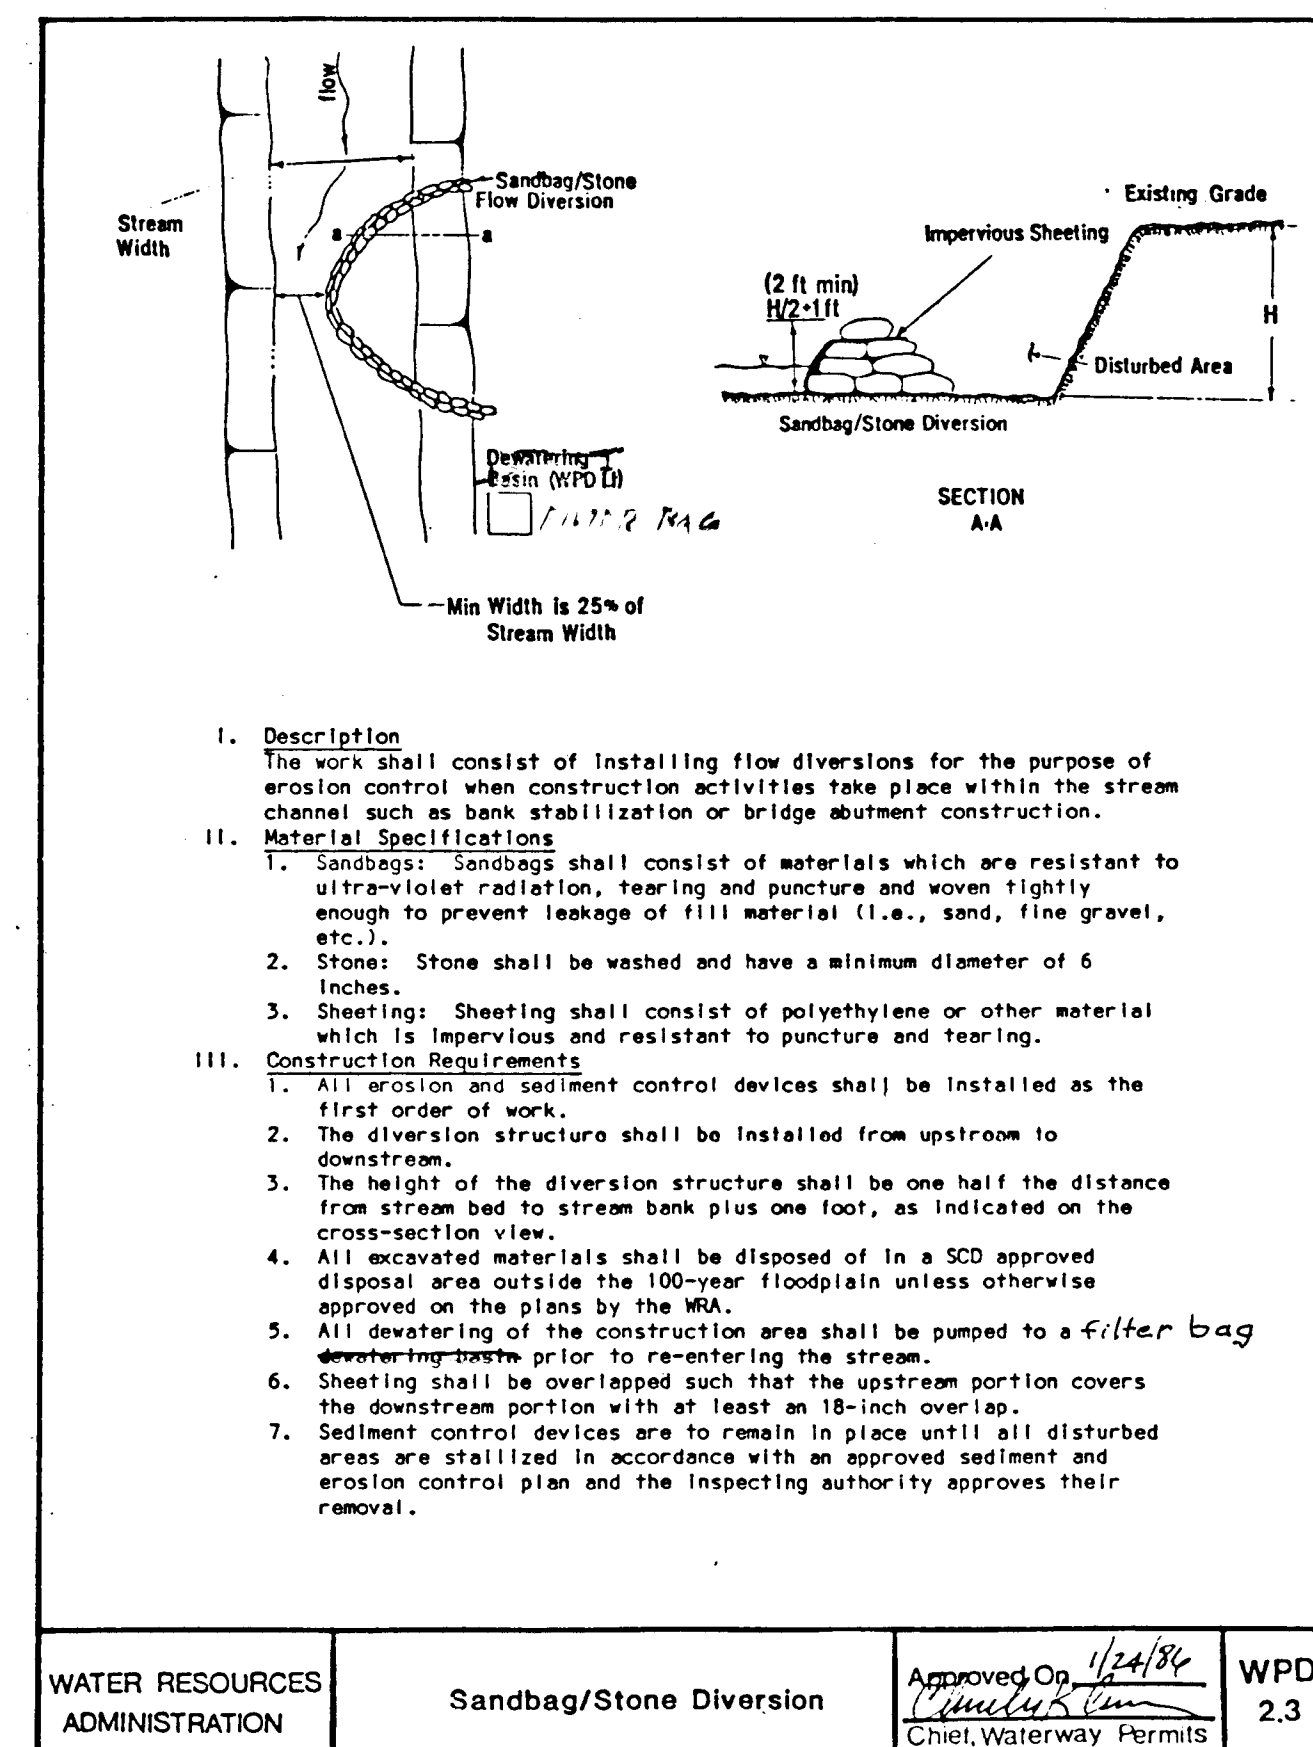 flow
Sandbag/Stone
Flow Diversion
Stream
Width
a a
Existing Grade
Impervious Sheeting
(2 ft min)
H/2+1ft
H
Disturbed Area
Sandbag/Stone Diversion
Dewatering
Basin (WPD
FILTER BAG
SECTION
A-A
Min Width is 25% of
Stream Width
I. Description
The work shall consist of installing flow diversions for the purpose of
erosion control when construction activities take place within the stream
channel such as bank stabilization or bridge abutment construction.
II. Material Specifications
1. Sandbags: Sandbags shall consist of materials which are resistant to
ultra-violet radiation, tearing and puncture and woven tightly
enough to prevent leakage of fill material (i.e., sand, fine gravel,
etc.).
2. Stone: Stone shall be washed and have a minimum diameter of 6
inches.
3. Sheeting: Sheeting shall consist of polyethylene or other material
which is impervious and resistant to puncture and tearing.
III. Construction Requirements
1. All erosion and sediment control devices shall be installed as the
first order of work.
2. The diversion structure shall be installed from upstream to
downstream.
3. The height of the diversion structure shall be one half the distance
from stream bed to stream bank plus one foot, as indicated on the
cross-section view.
4. All excavated materials shall be disposed of in a SCD approved
disposal area outside the 100-year floodplain unless otherwise
approved on the plans by the WRA.
5. All dewatering of the construction area shall be pumped to a filter bag
dewatering basin prior to re-entering the stream.
6. Sheeting shall be overlapped such that the upstream portion covers
the downstream portion with at least an 18-inch overlap.
7. Sediment control devices are to remain in place until all disturbed
areas are stallized in accordance with an approved sediment and
erosion control plan and the inspecting authority approves their
removal.
WATER RESOURCES
ADMINISTRATION
Sandbag/Stone Diversion
Approved On 1/24/86
Chief, Waterway Permits
WPD
2.3